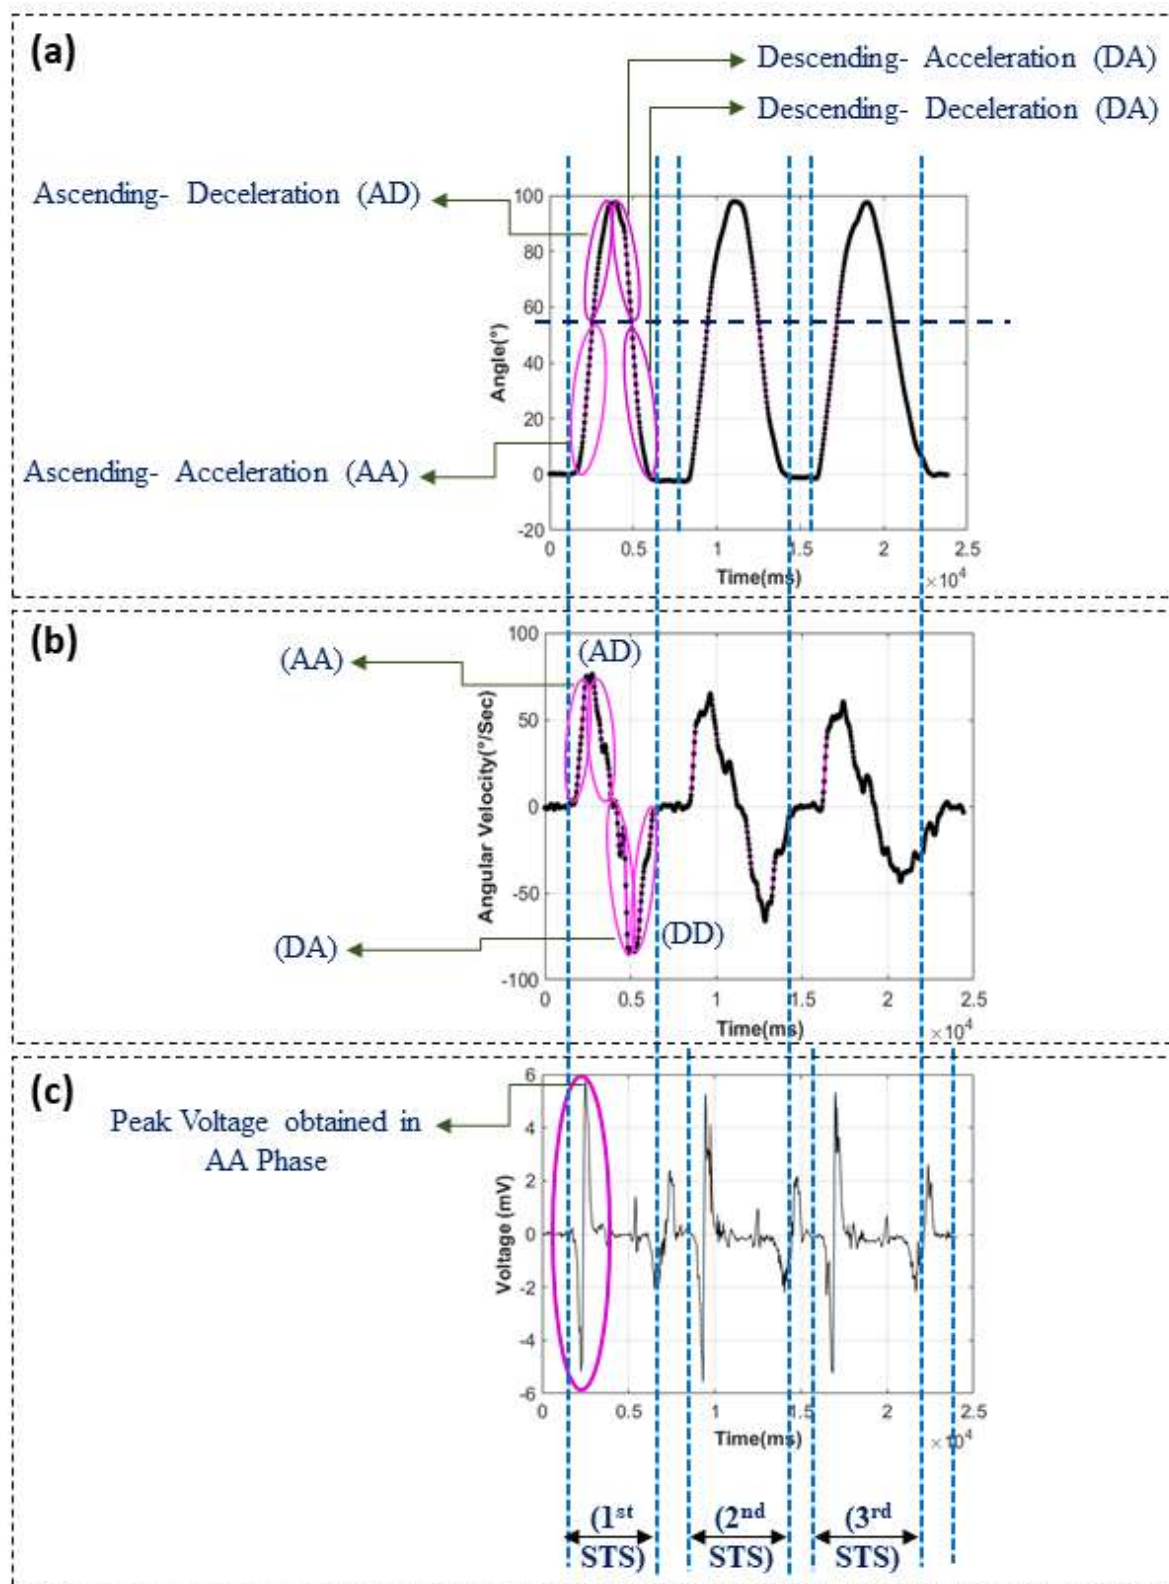 (a)
Descending- Acceleration (DA)
Descending- Deceleration (DA)
Ascending- Deceleration (AD)
Ascending- Acceleration (AA)
Angle(°)
100
80
60
40
20
0
-20
0 0.5 1 1.5 2 2.5
Time(ms)
×10⁴
(b)
(AA)
(AD)
(DA)
(DD)
Angular Velocity(°/Sec)
100
50
0
-50
-100
0 0.5 1 1.5 2 2.5
Time(ms)
×10⁴
(c)
Peak Voltage obtained in
AA Phase
Voltage (mV)
6
4
2
0
-2
-4
-6
0 0.5 1 1.5 2 2.5
Time(ms)
×10⁴
(1st (2nd (3rd
STS) STS) STS)